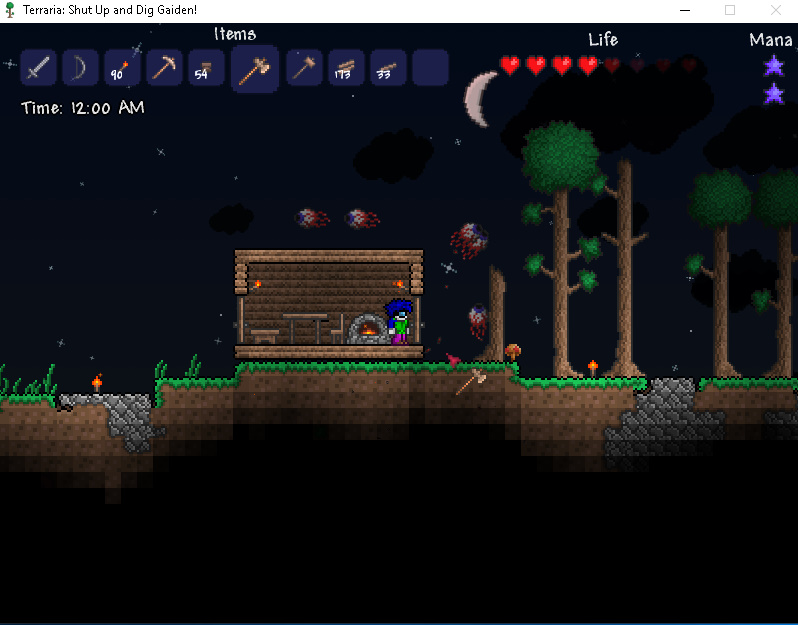 Terraria: Shut Up and Dig Gaiden!
Items
Life
Mana
90
54
173
33
Time: 12:00 AM